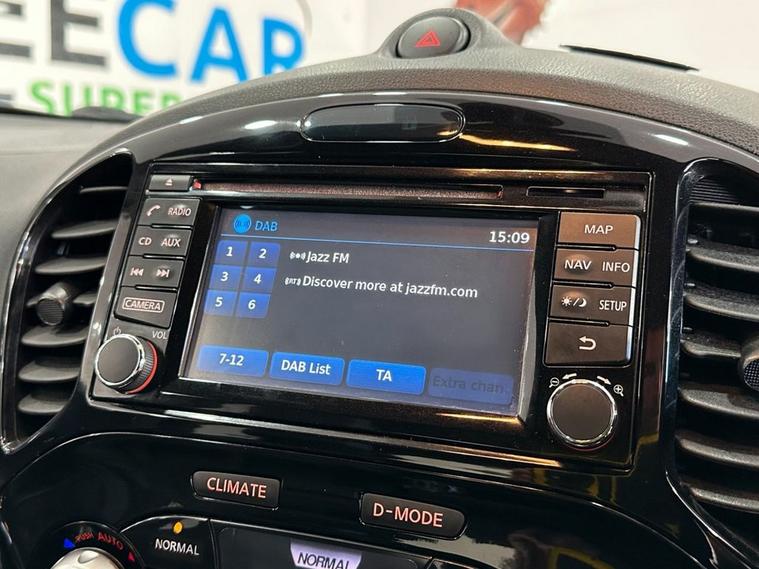 EECAR
SUPER
RADIO
CD AUX
CAMERA
VOL
DAB
15:09
1 2
3 4
5 6
Jazz FM
Discover more at jazzfm.com
7-12
DAB List
TA
Extra chan.
MAP
NAV INFO
SETUP
CLIMATE
D-MODE
AUTO
NORMAL
NORMAL